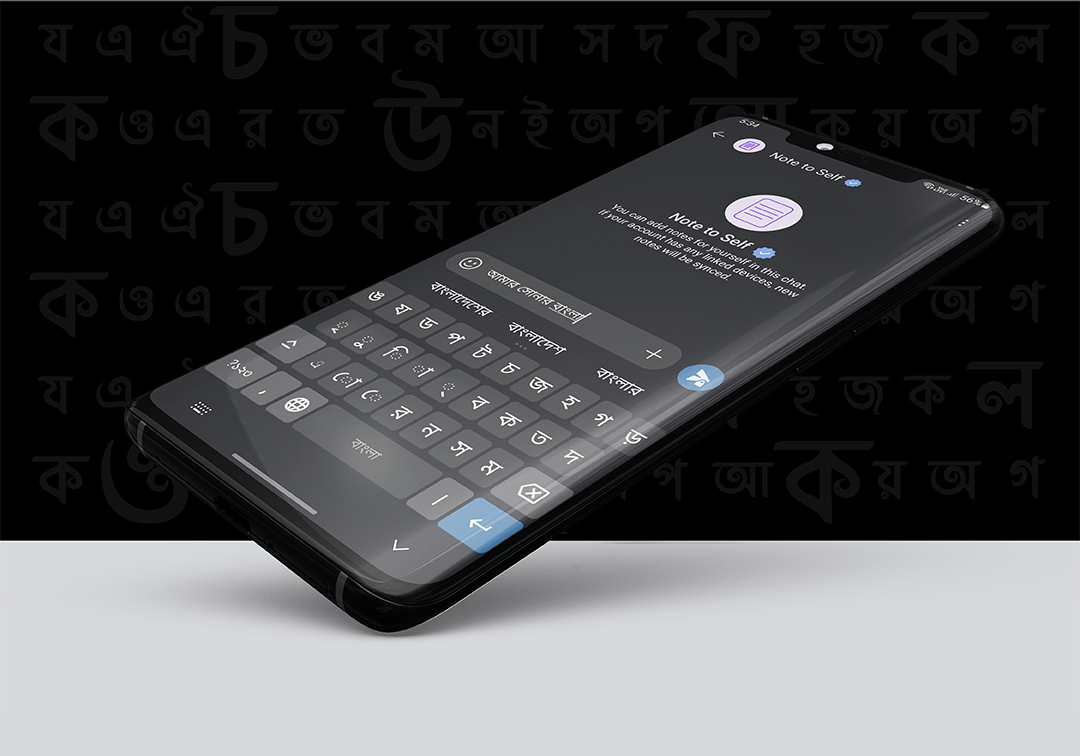 য এ ঐ চ ভ ব ম আ স দ ফ হ জ ক ল
ক ও এ র ত উ ন ই অ প আ ক য় অ গ
য এ ঐ চ ভ ব ম
ক ও এ র ত অ গ
য এ ঐ হ জ ক ল
ক ও প আ ক য় অ গ
5:34
56%
Note to Self
Note to Self
You can add notes for yourself in this chat.
If your account has any linked devices, new
notes will be synced.
আমার সোনার বাংলা
বাংলাদেশের বাংলাদেশ বাংলার
ঙ য ড প ট চ জ হ গ ড়
ব ক ত দ
র ন স ম
?১২৩ , বাংলা ।